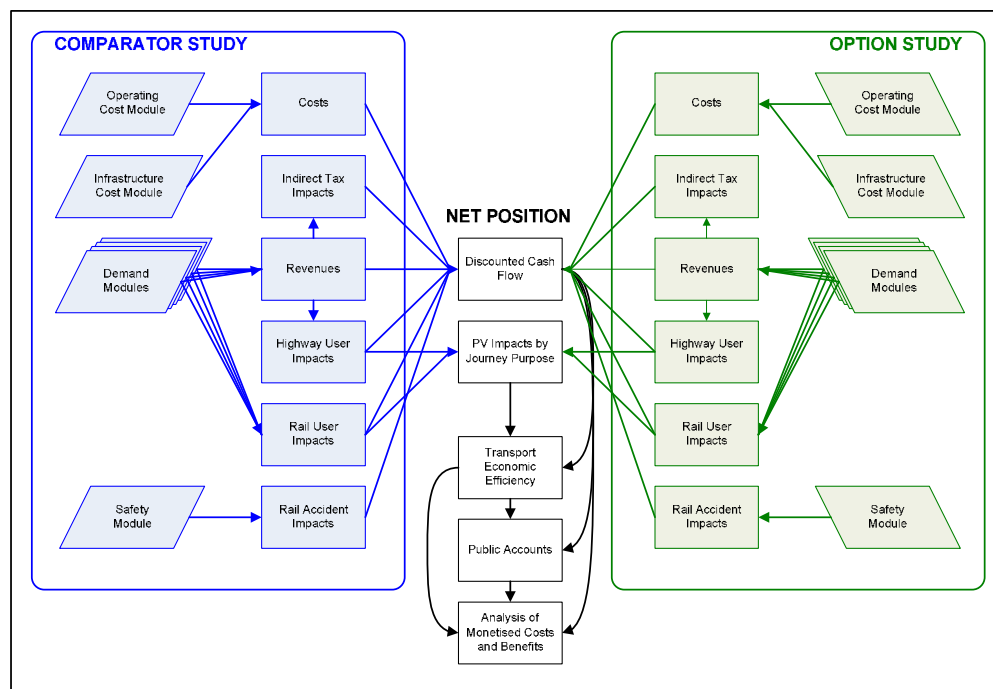 COMPARATOR STUDY
Operating
Cost Module
Costs
Infrastructure
Cost Module
Indirect Tax
Impacts
Demand
Modules
Revenues
Highway User
Impacts
Rail User
Impacts
Safety
Module
Rail Accident
Impacts
NET POSITION
Discounted Cash
Flow
PV Impacts by
Journey Purpose
Transport
Economic
Efficiency
Public Accounts
Analysis of
Monetised Costs
and Benefits
OPTION STUDY
Costs
Operating
Cost Module
Indirect Tax
Impacts
Infrastructure
Cost Module
Revenues
Demand
Modules
Highway User
Impacts
Rail User
Impacts
Rail Accident
Impacts
Safety
Module